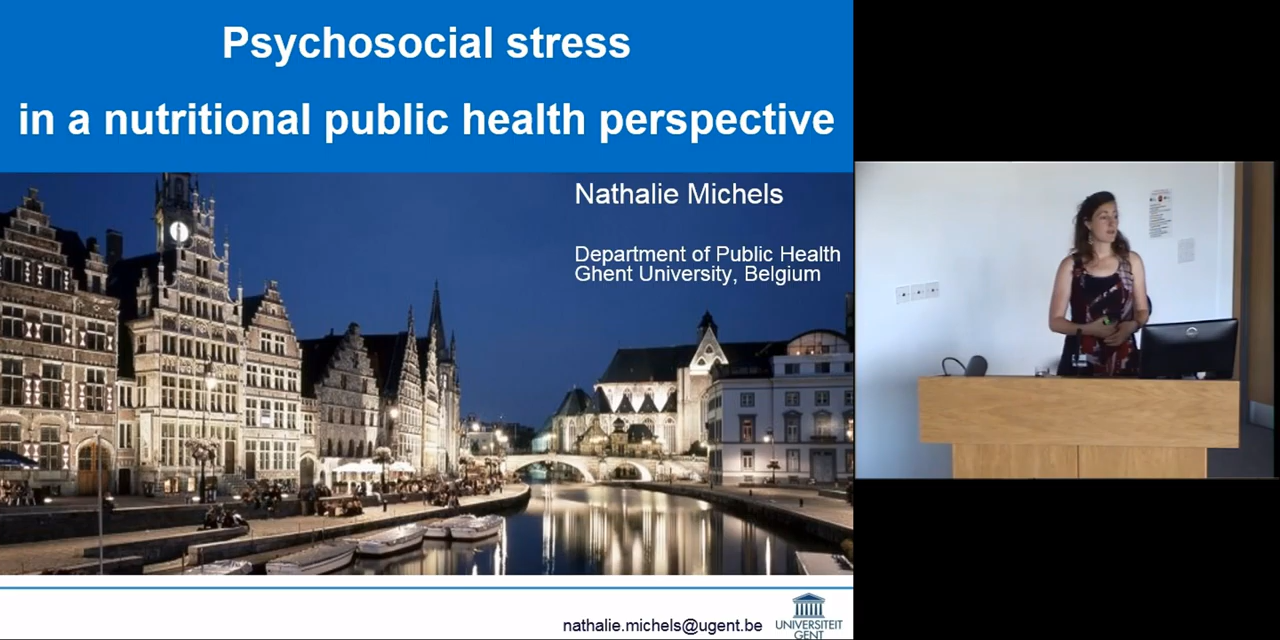 Psychosocial stress
in a nutritional public health perspective
Nathalie Michels
Department of Public Health
Ghent University, Belgium
nathalie.michels@ugent.be
UNIVERSITEIT
GENT